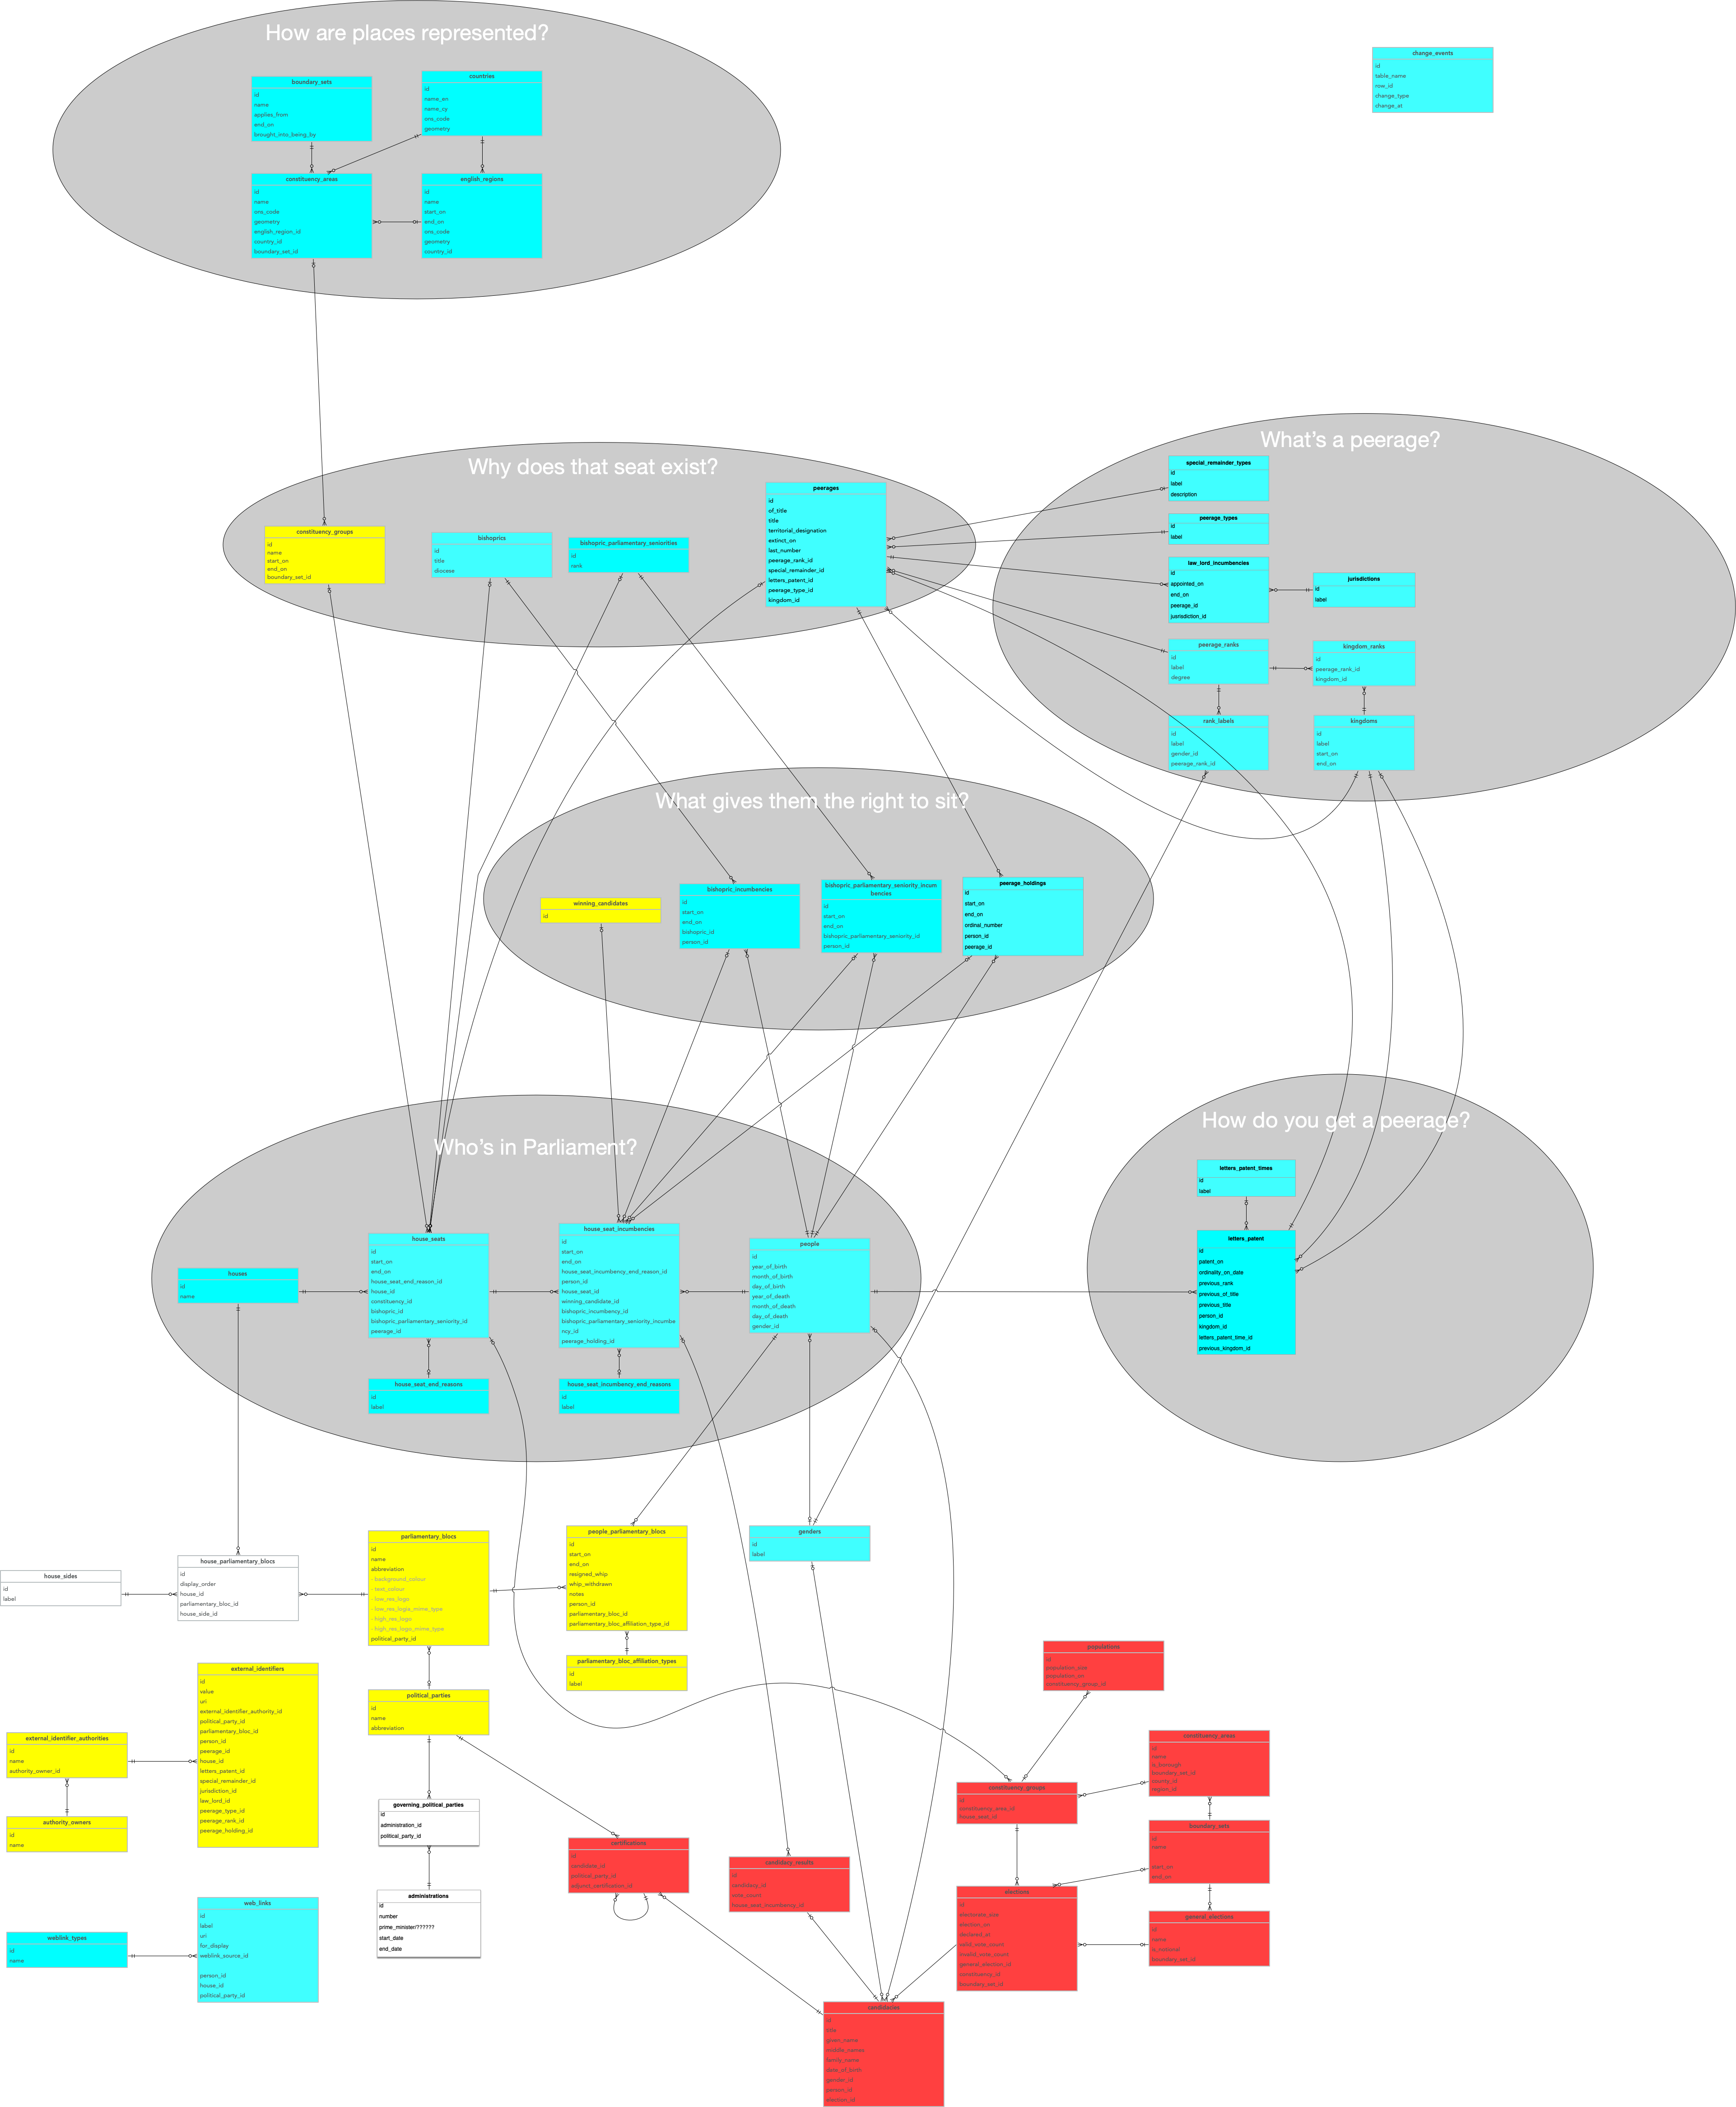 How are places represented?
change_events
id
table_name
row_id
change_type
change_at
boundary_sets
id
name
applies_from
end_on
brought_into_being_by
countries
id
name_en
name_cy
ons_code
geometry
constituency_areas
id
name
ons_code
geometry
english_region_id
country_id
boundary_set_id
english_regions
id
name
start_on
end_on
ons_code
geometry
country_id
Why does that seat exist?
constituency_groups
id
name
start_on
end_on
boundary_set_id
bishoprics
id
title
diocese
bishopric_parliamentary_seniorities
id
rank
peerages
id
of_title
title
territorial_designation
extinct_on
last_number
peerage_rank_id
special_remainder_id
letters_patent_id
peerage_type_id
kingdom_id
What's a peerage?
special_remainder_types
id
label
description
peerage_types
id
label
law_lord_incumbencies
id
appointed_on
end_on
peerage_id
jusrisdiction_id
jurisdictions
id
label
peerage_ranks
id
label
degree
kingdom_ranks
id
peerage_rank_id
kingdom_id
rank_labels
id
label
gender_id
peerage_rank_id
kingdoms
id
label
start_on
end_on
What gives them the right to sit?
winning_candidates
id
bishopric_incumbencies
id
start_on
end_on
bishopric_id
person_id
bishopric_parliamentary_seniority_incum
bencies
id
start_on
end_on
bishopric_parliamentary_seniority_id
person_id
peerage_holdings
id
start_on
end_on
ordinal_number
person_id
peerage_id
Who's in Parliament?
houses
id
name
house_seats
id
start_on
end_on
house_seat_end_reason_id
house_id
constituency_id
bishopric_id
bishopric_parliamentary_seniority_id
peerage_id
house_seat_incumbencies
id
start_on
end_on
house_seat_incumbency_end_reason_id
person_id
house_seat_id
winning_candidate_id
bishopric_incumbency_id
bishopric_parliamentary_seniority_incumbe
ncy_id
peerage_holding_id
people
id
year_of_birth
month_of_birth
day_of_birth
year_of_death
month_of_death
day_of_death
gender_id
house_seat_end_reasons
id
label
house_seat_incumbency_end_reasons
id
label
How do you get a peerage?
letters_patent_times
id
label
letters_patent
id
patent_on
ordinality_on_date
previous_rank
previous_of_title
previous_title
person_id
kingdom_id
letters_patent_time_id
previous_kingdom_id
house_sides
id
label
house_parliamentary_blocs
id
display_order
house_id
parliamentary_bloc_id
house_side_id
parliamentary_blocs
id
name
abbreviation
- background_colour
- text_colour
- low_res_logo
- low_res_logo_mime_type
- high_res_logo
- high_res_logo_mime_type
political_party_id
people_parliamentary_blocs
id
start_on
end_on
resigned_whip
whip_withdrawn
notes
person_id
parliamentary_bloc_id
parliamentary_bloc_affiliation_type_id
parliamentary_bloc_affiliation_types
id
label
genders
id
label
external_identifiers
id
value
uri
external_identifier_authority_id
political_party_id
parliamentary_bloc_id
person_id
peerage_id
house_id
letters_patent_id
special_remainder_id
jurisdiction_id
law_lord_id
peerage_type_id
peerage_rank_id
peerage_holding_id
external_identifier_authorities
id
name
authority_owner_id
authority_owners
id
name
political_parties
id
name
abbreviation
governing_political_parties
id
administration_id
political_party_id
administrations
id
number
prime_minister/??????
start_date
end_date
weblink_types
id
name
web_links
id
label
uri
for_display
weblink_source_id
person_id
house_id
political_party_id
certifications
id
candidate_id
political_party_id
adjunct_certification_id
candidacy_results
id
candidacy_id
vote_count
house_seat_incumbency_id
populations
id
population_size
population_on
constituency_group_id
constituency_groups
id
constituency_area_id
house_seat_id
constituency_areas
id
name
is_borough
boundary_set_id
county_id
region_id
boundary_sets
id
name
start_on
end_on
elections
id
electorate_size
election_on
declared_at
valid_vote_count
invalid_vote_count
general_election_id
constituency_id
boundary_set_id
general_elections
id
name
is_notional
boundary_set_id
candidacies
id
title
given_name
middle_names
family_name
date_of_birth
gender_id
person_id
election_id